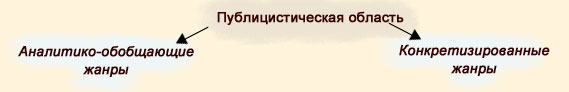 Публицистическая область
Аналитико-обобщающие
жанры
Конкретизированные
жанры